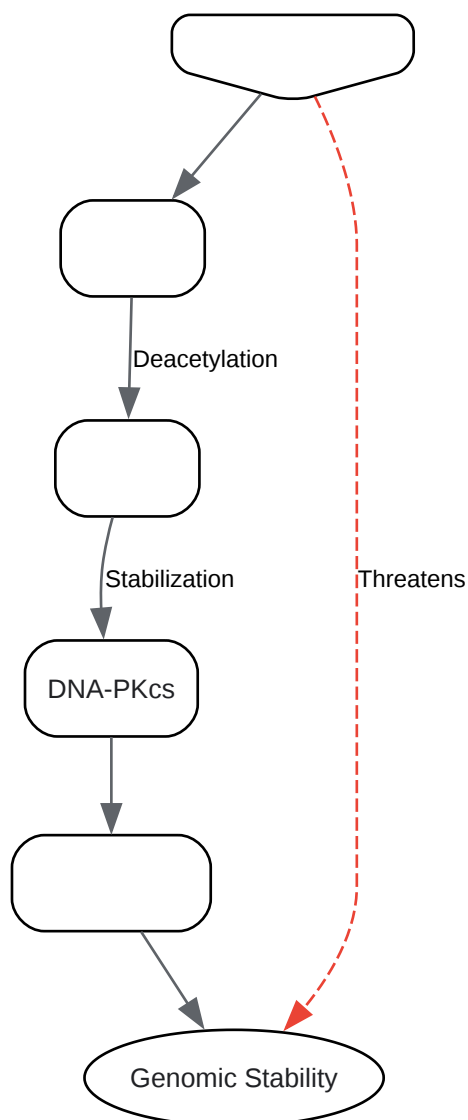 Deacetylation
Stabilization
Threatens
DNA-PKcs
Genomic Stability